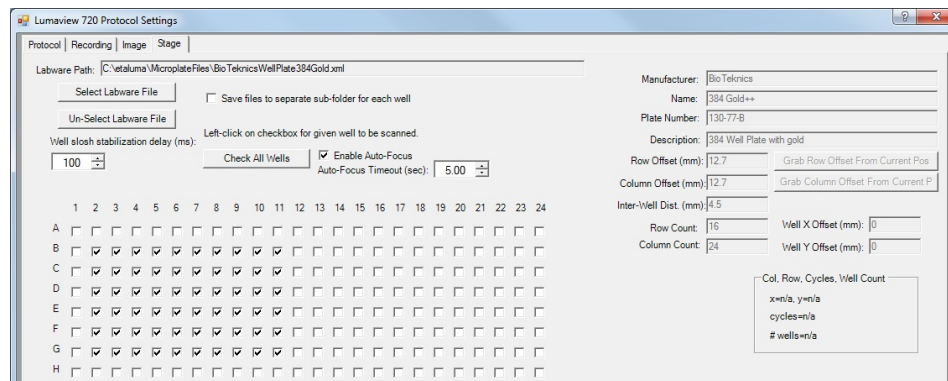 Lumaview 720 Protocol Settings
Protocol Recording Image Stage
Labware Path: C:\etaluma\MicroplateFiles\BioTeknicsWellPlate384Gold.xml
Select Labware File
Save files to separate sub-folder for each well
Un-Select Labware File
Well slosh stabilization delay (ms):
100
Left-click on checkbox for given well to be scanned.
Check All Wells
Enable Auto-Focus
Auto-Focus Timeout (sec): 5.00
Manufacturer: BioTeknics
Name: 384 Gold++
Plate Number: 130-77-B
Description: 384 Well Plate with gold
Row Offset (mm): 12.7 Grab Row Offset From Current Pos
Column Offset (mm): 12.7 Grab Column Offset From Current P
Inter-Well Dist. (mm): 4.5
Row Count: 16 Well X Offset (mm): 0
Column Count: 24 Well Y Offset (mm): 0
Col, Row, Cycles, Well Count
x=n/a, y=n/a
cycles=n/a
# wells=n/a
1 2 3 4 5 6 7 8 9 10 11 12 13 14 15 16 17 18 19 20 21 22 23 24
A
B
C
D
E
F
G
H